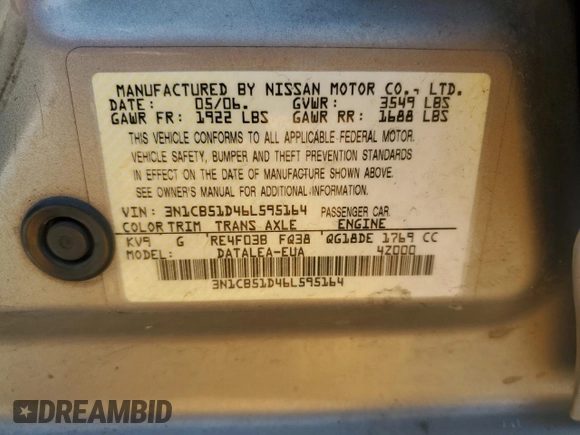 MANUFACTURED BY NISSAN MOTOR CO., LTD.
DATE: 05/06. GVWR: 3549 LBS
GAWR FR: 1922 LBS GAWR RR: 1688 LBS
THIS VEHICLE CONFORMS TO ALL APPLICABLE FEDERAL MOTOR
VEHICLE SAFETY, BUMPER AND THEFT PREVENTION STANDARDS
IN EFFECT ON THE DATE OF MANUFACTURE SHOWN ABOVE.
SEE OWNER'S MANUAL FOR ADDITIONAL INFORMATION.
VIN: 3N1CB51D46L595164 PASSENGER CAR
COLOR TRIM TRANS AXLE ENGINE
KV9 G RE4F03B FQ38 QG18DE 1769 CC
MODEL: DATALEA-EUA 4Z000
3N1CB51D46L595164
DREAMBID